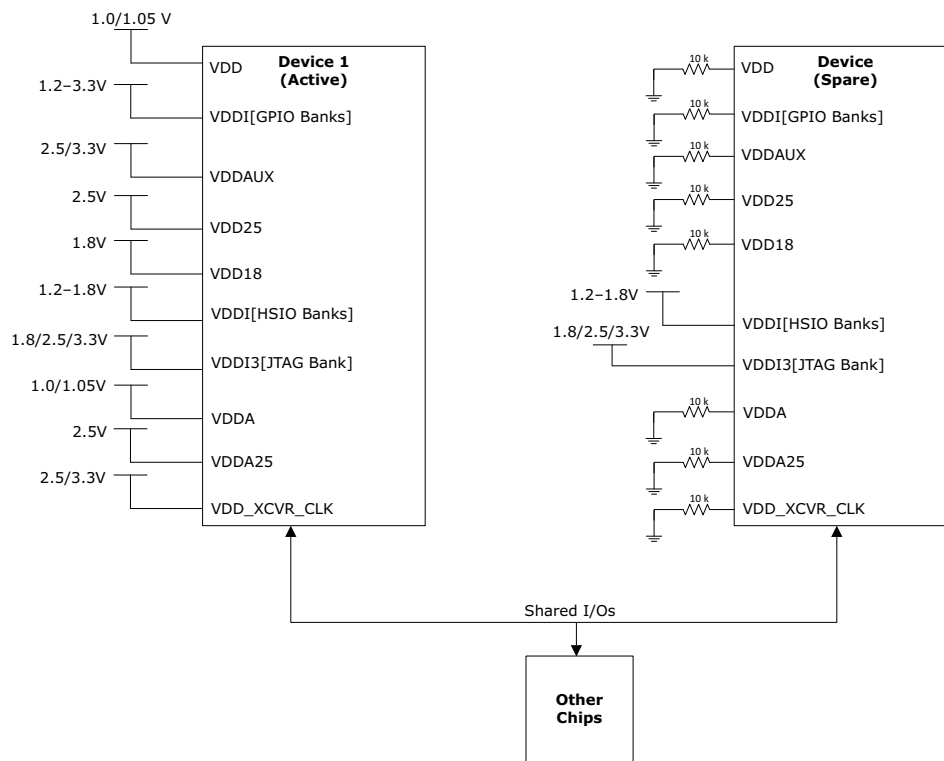 1.0/1.05 V
VDD
Device 1
(Active)
1.2–3.3V
VDDI[GPIO Banks]
2.5/3.3V
VDDAUX
2.5V
VDD25
1.8V
VDD18
1.2–1.8V
VDDI[HSIO Banks]
1.8/2.5/3.3V
VDDI3[JTAG Bank]
1.0/1.05V
VDDA
2.5V
VDDA25
2.5/3.3V
VDD_XCVR_CLK
Device
(Spare)
10 k
VDD
10 k
VDDI[GPIO Banks]
10 k
VDDAUX
10 k
VDD25
10 k
VDD18
1.2–1.8V
VDDI[HSIO Banks]
1.8/2.5/3.3V
VDDI3[JTAG Bank]
10 k
VDDA
10 k
VDDA25
10 k
VDD_XCVR_CLK
Shared I/Os
Other
Chips